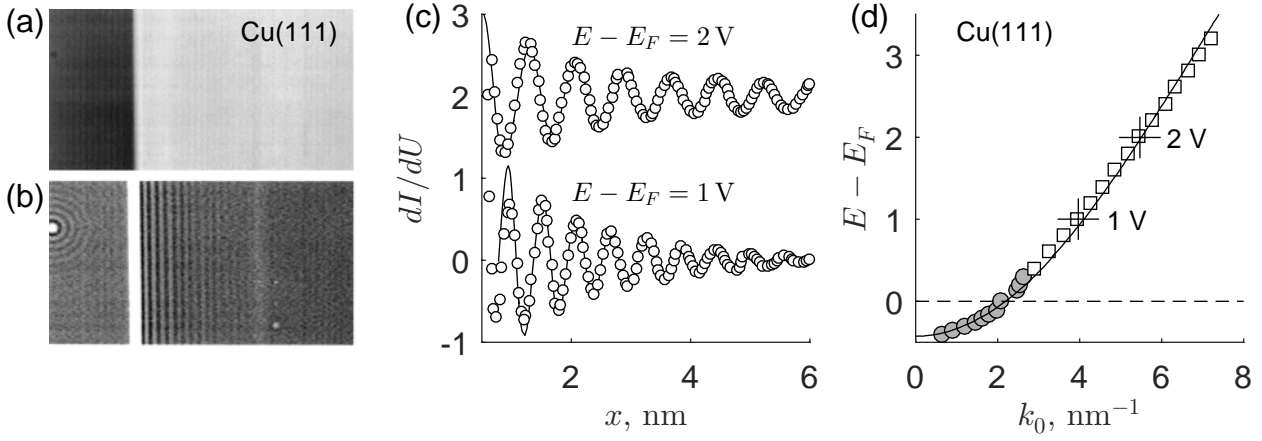 (a)
Cu(111)
(b)
(c)
3
2
1
0
-1
dI/dU
E − E_F = 2 V
E − E_F = 1 V
2
4
6
x, nm
(d)
Cu(111)
3
2
1
0
E − E_F
2 V
1 V
0
2
4
6
8
k₀, nm⁻¹